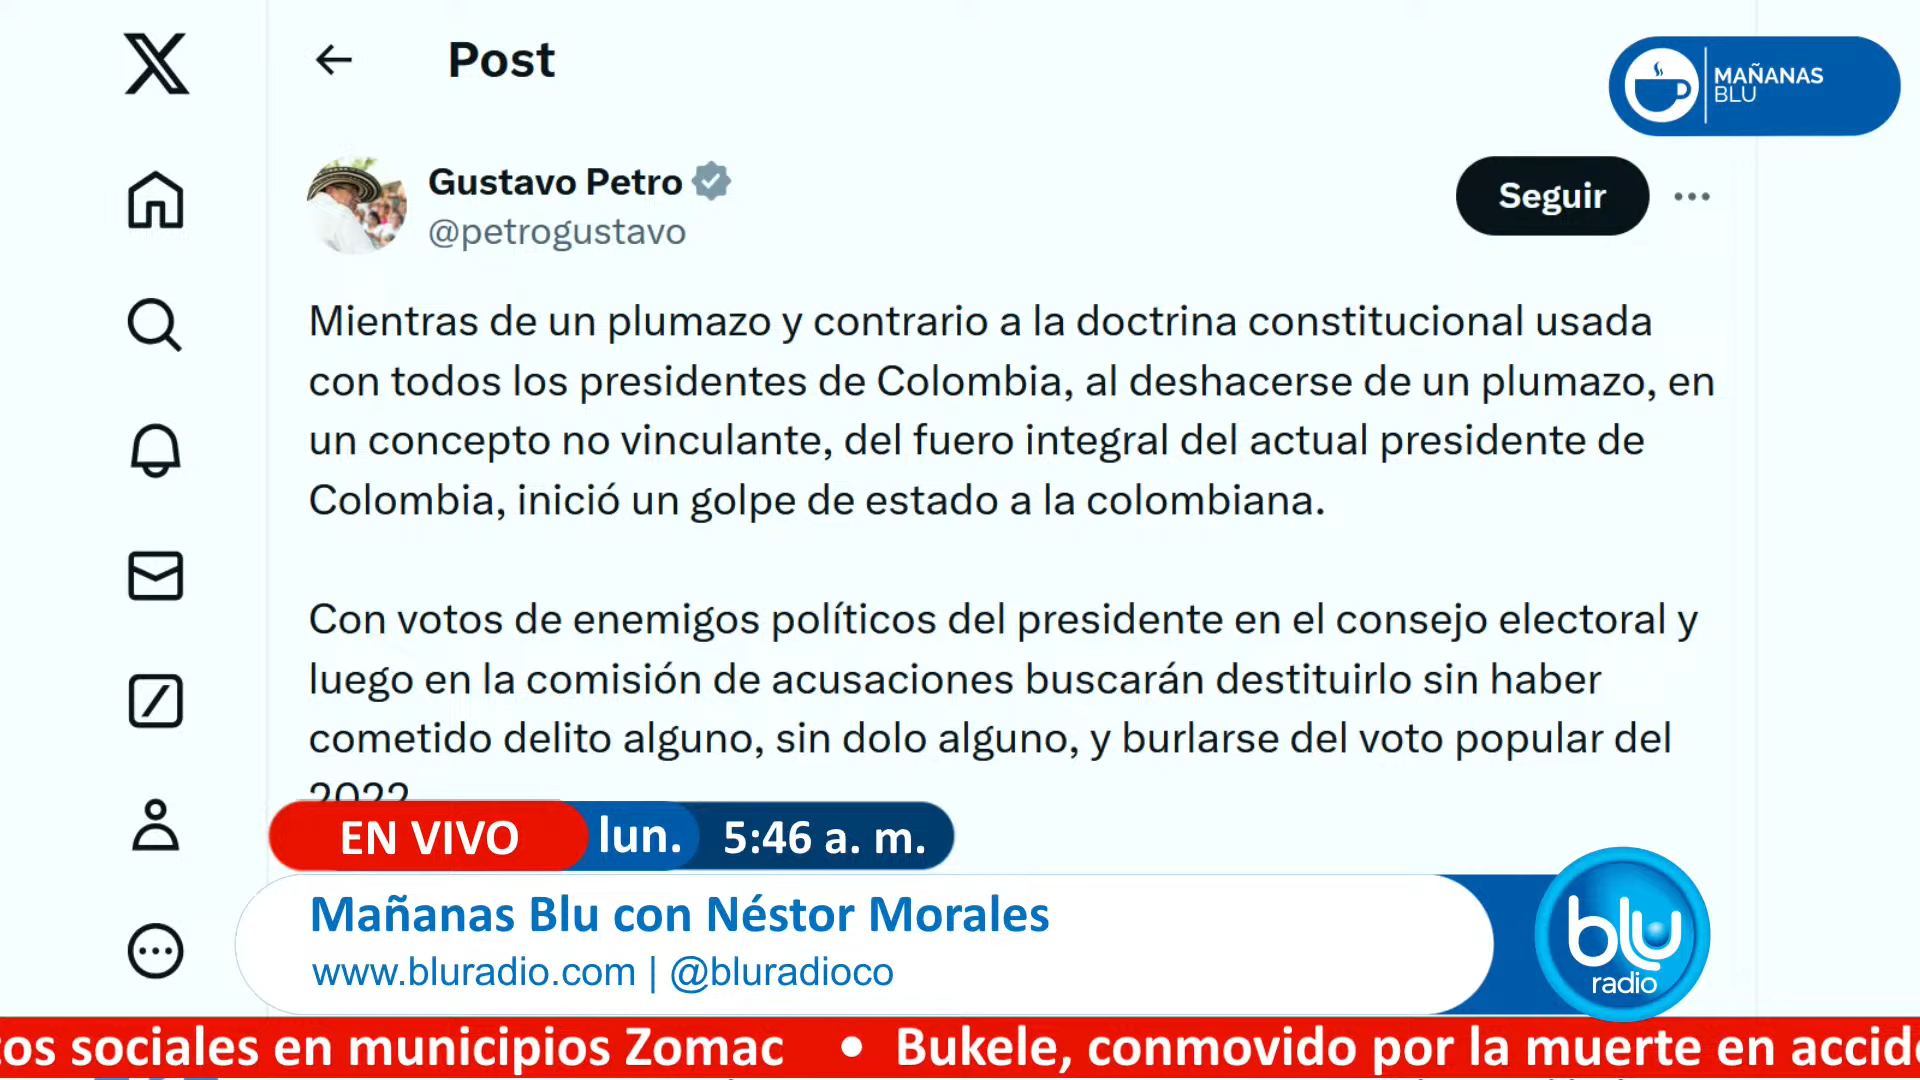 Post
MAÑANAS
BLU
Gustavo Petro
@petrogustavo
Seguir
Mientras de un plumazo y contrario a la doctrina constitucional usada
con todos los presidentes de Colombia, al deshacerse de un plumazo, en
un concepto no vinculante, del fuero integral del actual presidente de
Colombia, inició un golpe de estado a la colombiana.
Con votos de enemigos políticos del presidente en el consejo electoral y
luego en la comisión de acusaciones buscarán destituirlo sin haber
cometido delito alguno, sin dolo alguno, y burlarse del voto popular del
2022
EN VIVO lun. 5:46 a. m.
Mañanas Blu con Néstor Morales
www.bluradio.com | @bluradioco
blu
radio
tos sociales en municipios Zomac • Bukele, conmovido por la muerte en accid